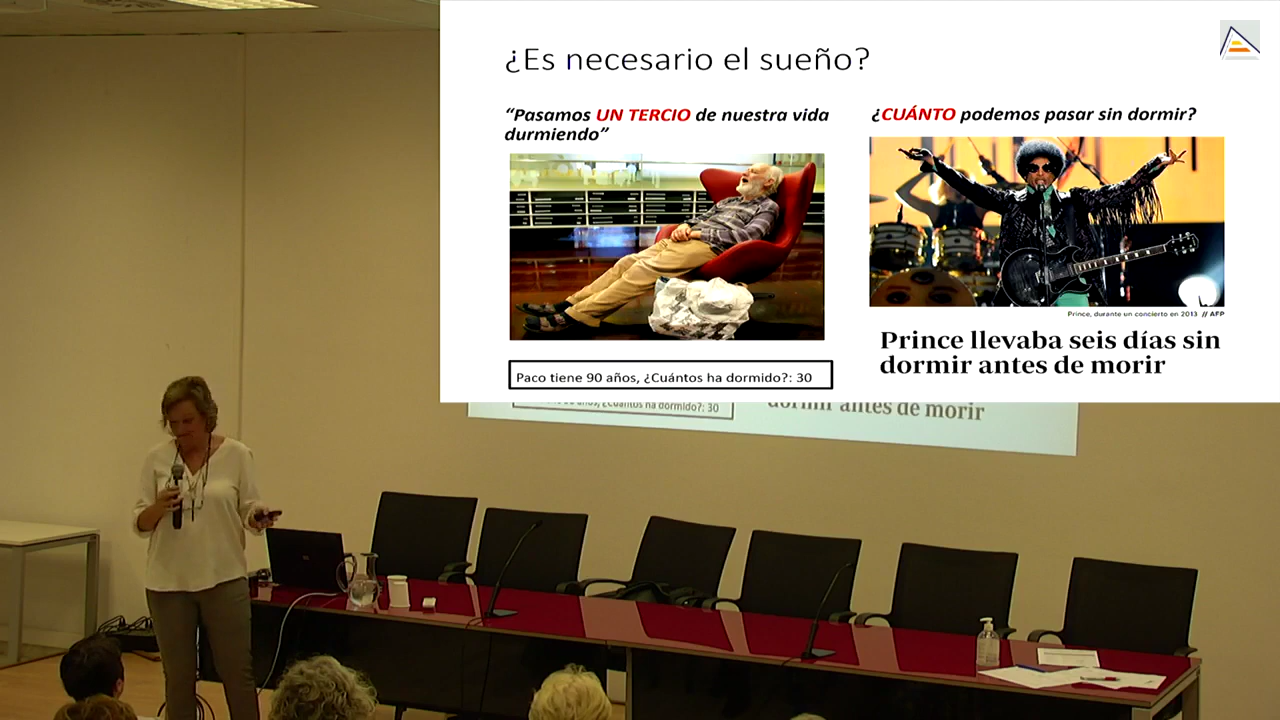 ¿Es necesario el sueño?
“Pasamos UN TERCIO de nuestra vida
durmiendo”
Paco tiene 90 años, ¿Cuántos ha dormido?: 30
¿CUÁNTO podemos pasar sin dormir?
Prince, durante un concierto en 2013 // AFP
Prince llevaba seis días sin
dormir antes de morir
años, ¿Cuántos ha dormido?: 30
dormir antes de morir